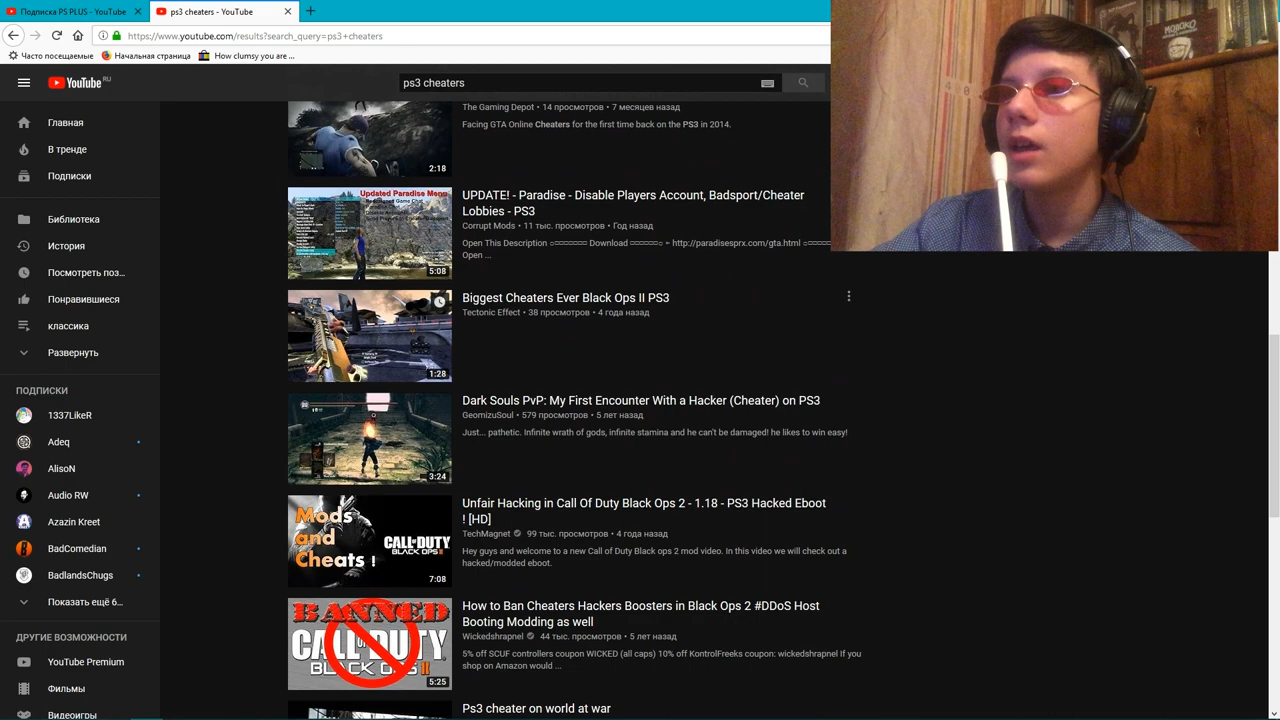 Подписка PS PLUS - YouTube
ps3 cheaters - YouTube
https://www.youtube.com/results?search_query=ps3+cheaters
Часто посещаемые
Начальная страница
How clumsy you are ...
YouTube RU
ps3 cheaters
МОЛОКО
Главная
В тренде
Подписки
Библиотека
История
Посмотреть поз...
Понравившиеся
классика
Развернуть
ПОДПИСКИ
1337LikeR
Adeq
AlisoN
Audio RW
Azazin Kreet
BadComedian
BadlandsChugs
Показать ещё 6...
ДРУГИЕ ВОЗМОЖНОСТИ
YouTube Premium
Фильмы
Видеоигры
2:18
The Gaming Depot • 14 просмотров • 7 месяцев назад
Facing GTA Online Cheaters for the first time back on the PS3 in 2014.
Updated Paradise Menu
5:08
UPDATE! - Paradise - Disable Players Account, Badsport/Cheater
Lobbies - PS3
Corrupt Mods • 11 тыс. просмотров • Год назад
Open This Description ○═══════ Download ══════○ ➵ http://paradisesprx.com/gta.html ○═════
Open ...
1:28
Biggest Cheaters Ever Black Ops II PS3
Tectonic Effect • 38 просмотров • 4 года назад
3:24
Dark Souls PvP: My First Encounter With a Hacker (Cheater) on PS3
GeomizuSoul • 579 просмотров • 5 лет назад
Just... pathetic. Infinite wrath of gods, infinite stamina and he can't be damaged! he likes to win easy!
Mods
and
Cheats !
CALL OF DUTY
BLACK OPS II
7:08
Unfair Hacking in Call Of Duty Black Ops 2 - 1.18 - PS3 Hacked Eboot
! [HD]
TechMagnet 99 тыс. просмотров • 4 года назад
Hey guys and welcome to a new Call of Duty Black ops 2 mod video. In this video we will check out a
hacked/modded eboot.
BANNED
CALL OF DUTY
BLACK OPS II
5:25
How to Ban Cheaters Hackers Boosters in Black Ops 2 #DDoS Host
Booting Modding as well
Wickedshrapnel 44 тыс. просмотров • 5 лет назад
5% off SCUF controllers coupon WICKED (all caps) 10% off KontrolFreeks coupon: wickedshrapnel If you
shop on Amazon would ...
Ps3 cheater on world at war